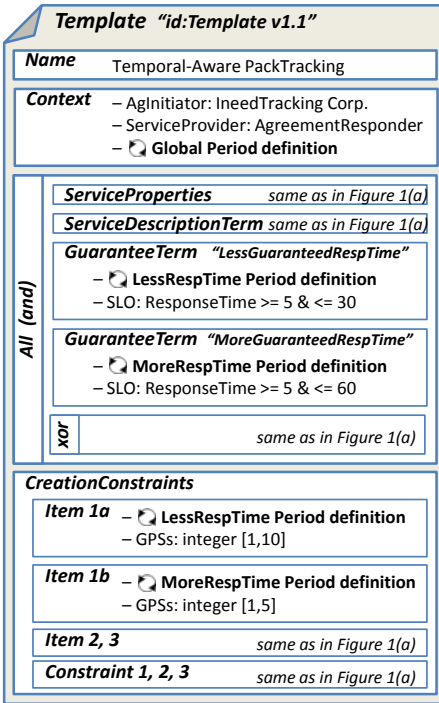 Template “id:Template v1.1”
Name Temporal-Aware PackTracking
Context – AgInitiator: IneedTracking Corp.
– ServiceProvider: AgreementResponder
– Global Period definition
All (and)
ServiceProperties same as in Figure 1(a)
ServiceDescriptionTerm same as in Figure 1(a)
GuaranteeTerm “LessGuaranteedRespTime”
– LessRespTime Period definition
– SLO: ResponseTime >= 5 & <= 30
GuaranteeTerm “MoreGuaranteedRespTime”
– MoreRespTime Period definition
– SLO: ResponseTime >= 5 & <= 60
xor same as in Figure 1(a)
CreationConstraints
Item 1a – LessRespTime Period definition
– GPSs: integer [1,10]
Item 1b – MoreRespTime Period definition
– GPSs: integer [1,5]
Item 2, 3 same as in Figure 1(a)
Constraint 1, 2, 3 same as in Figure 1(a)